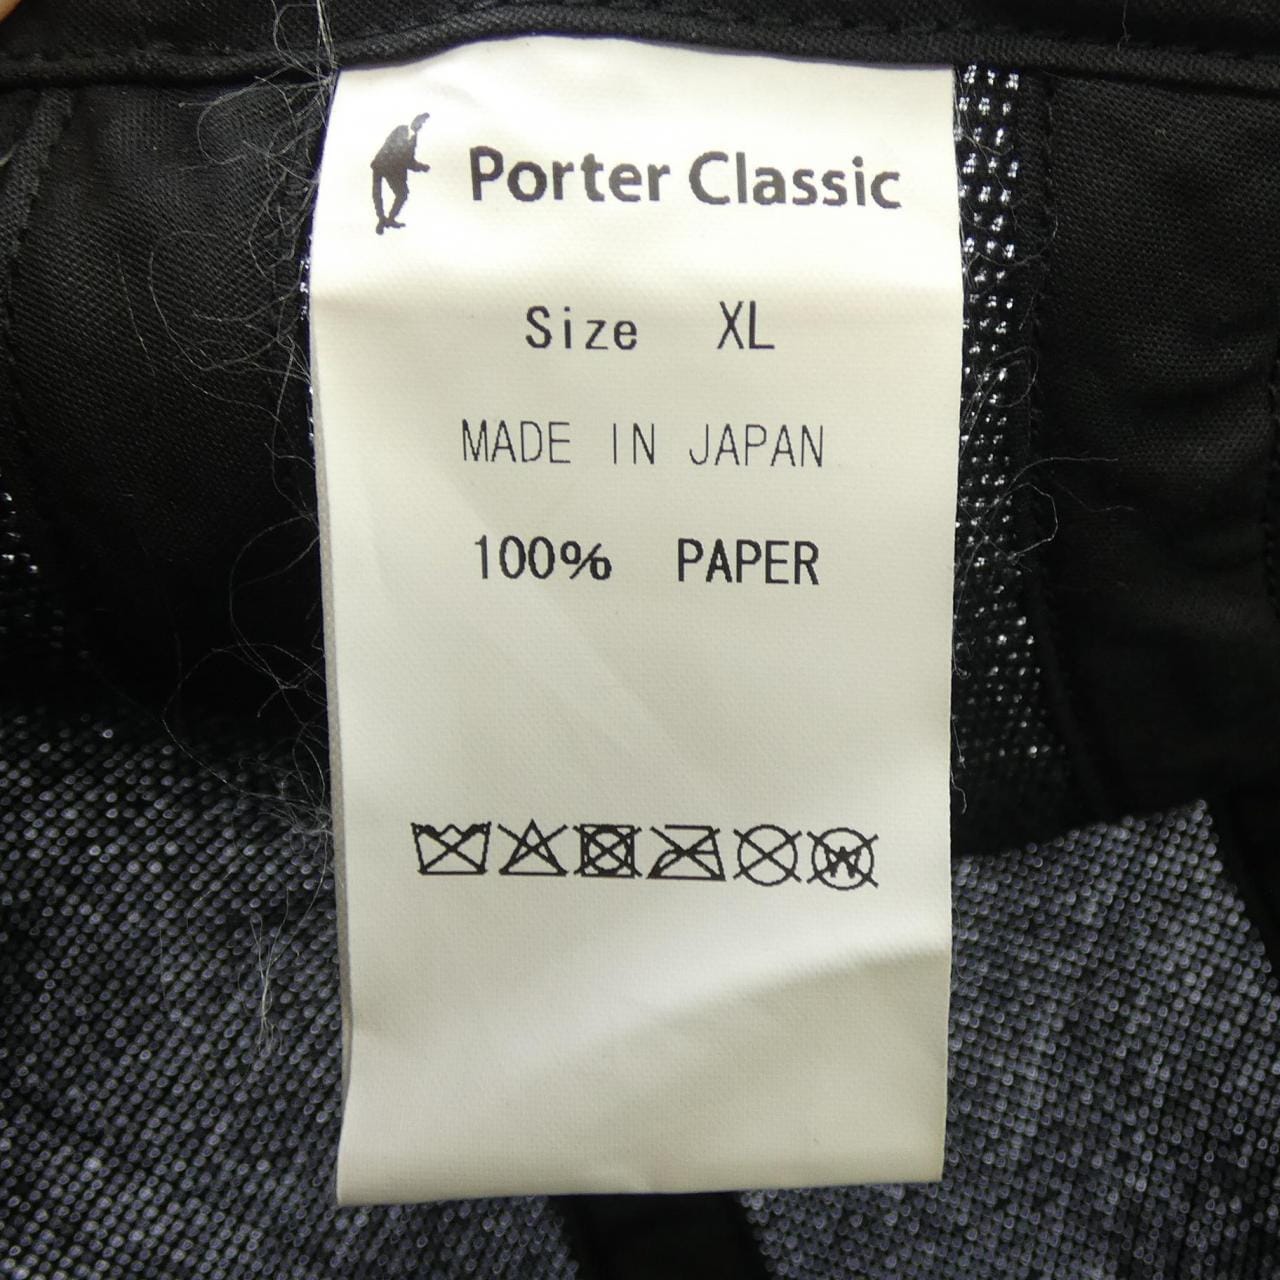 Porter Classic
Size XL
MADE IN JAPAN
100% PAPER
W